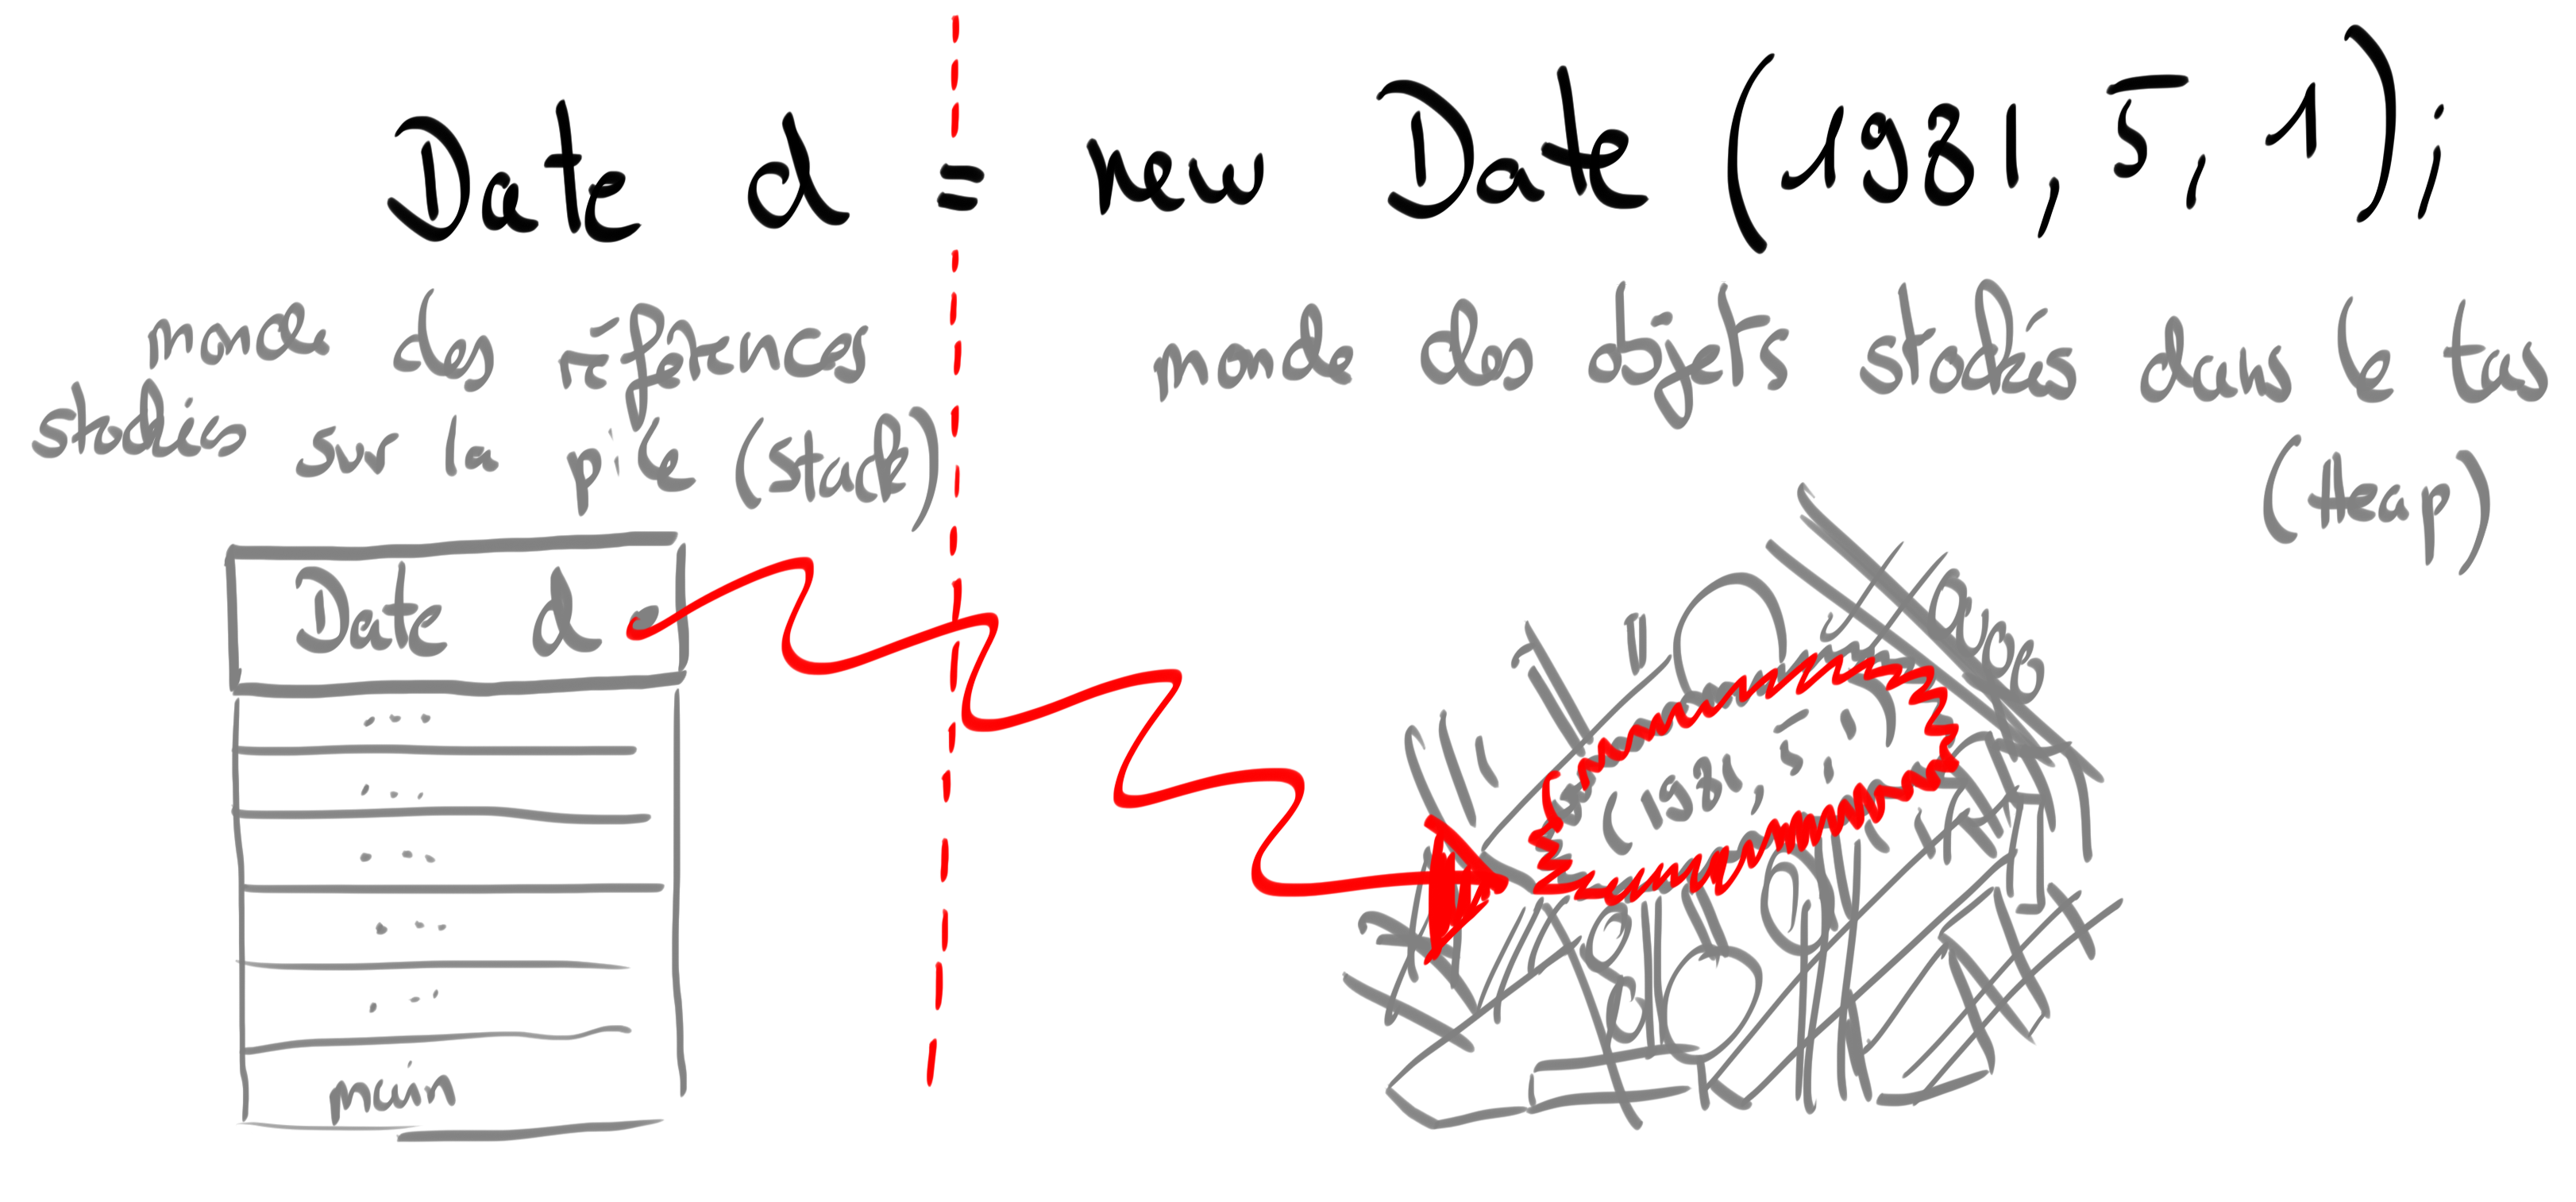 Date d = new Date (1981, 5, 1);
monde des références
stockées sur la pile (stack)
monde des objets stockés dans le tas
(Heap)
Date d
...
...
...
...
...
main
(1981, 5, 1)